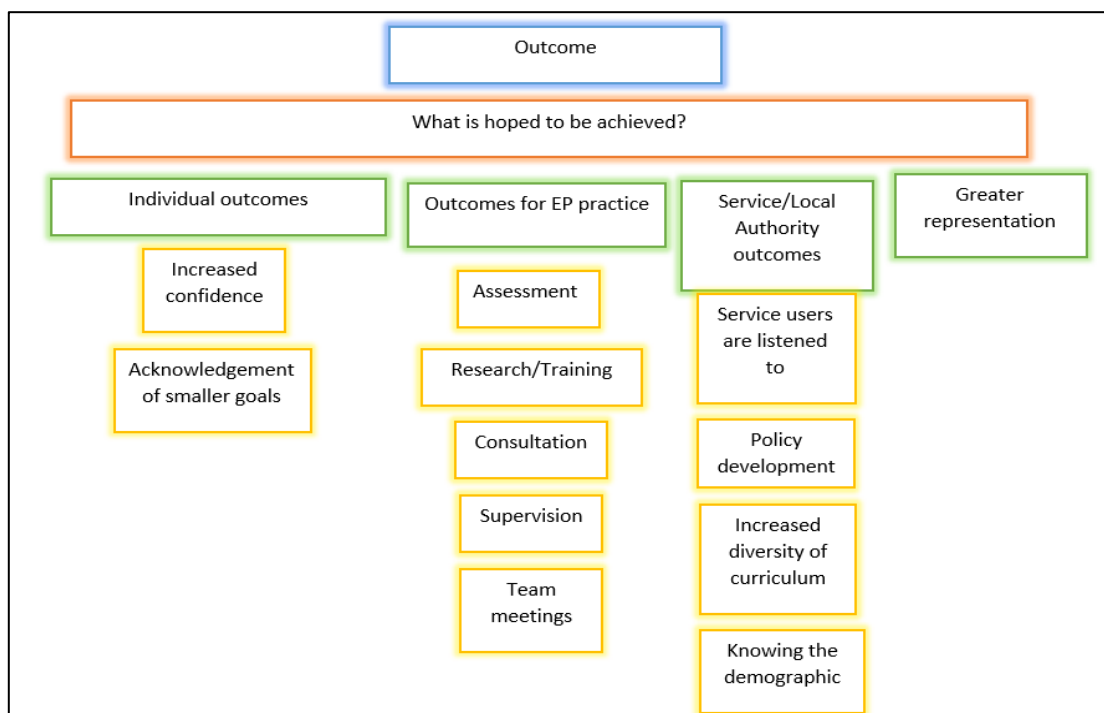 Outcome
What is hoped to be achieved?
Individual outcomes
Increased
confidence
Acknowledgement
of smaller goals
Outcomes for EP practice
Assessment
Research/Training
Consultation
Supervision
Team
meetings
Service/Local
Authority
outcomes
Service users
are listened
to
Policy
development
Increased
diversity of
curriculum
Knowing the
demographic
Greater
representation